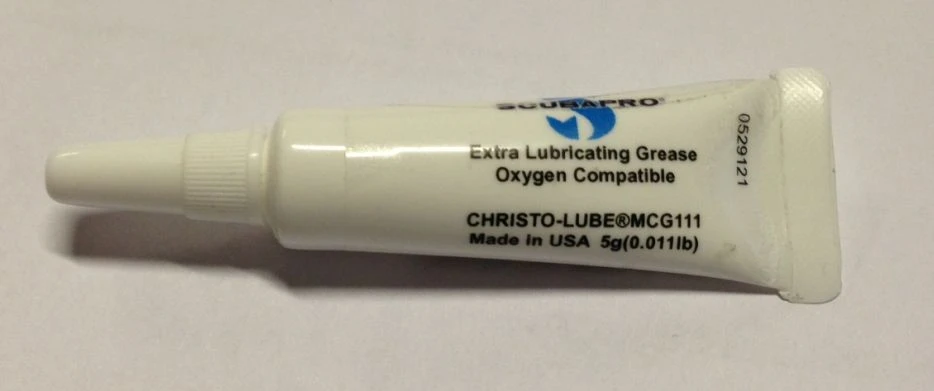 SCUBAPRO®
Extra Lubricating Grease
Oxygen Compatible
CHRISTO-LUBE®MCG111
Made in USA 5g(0.011lb)
0529121